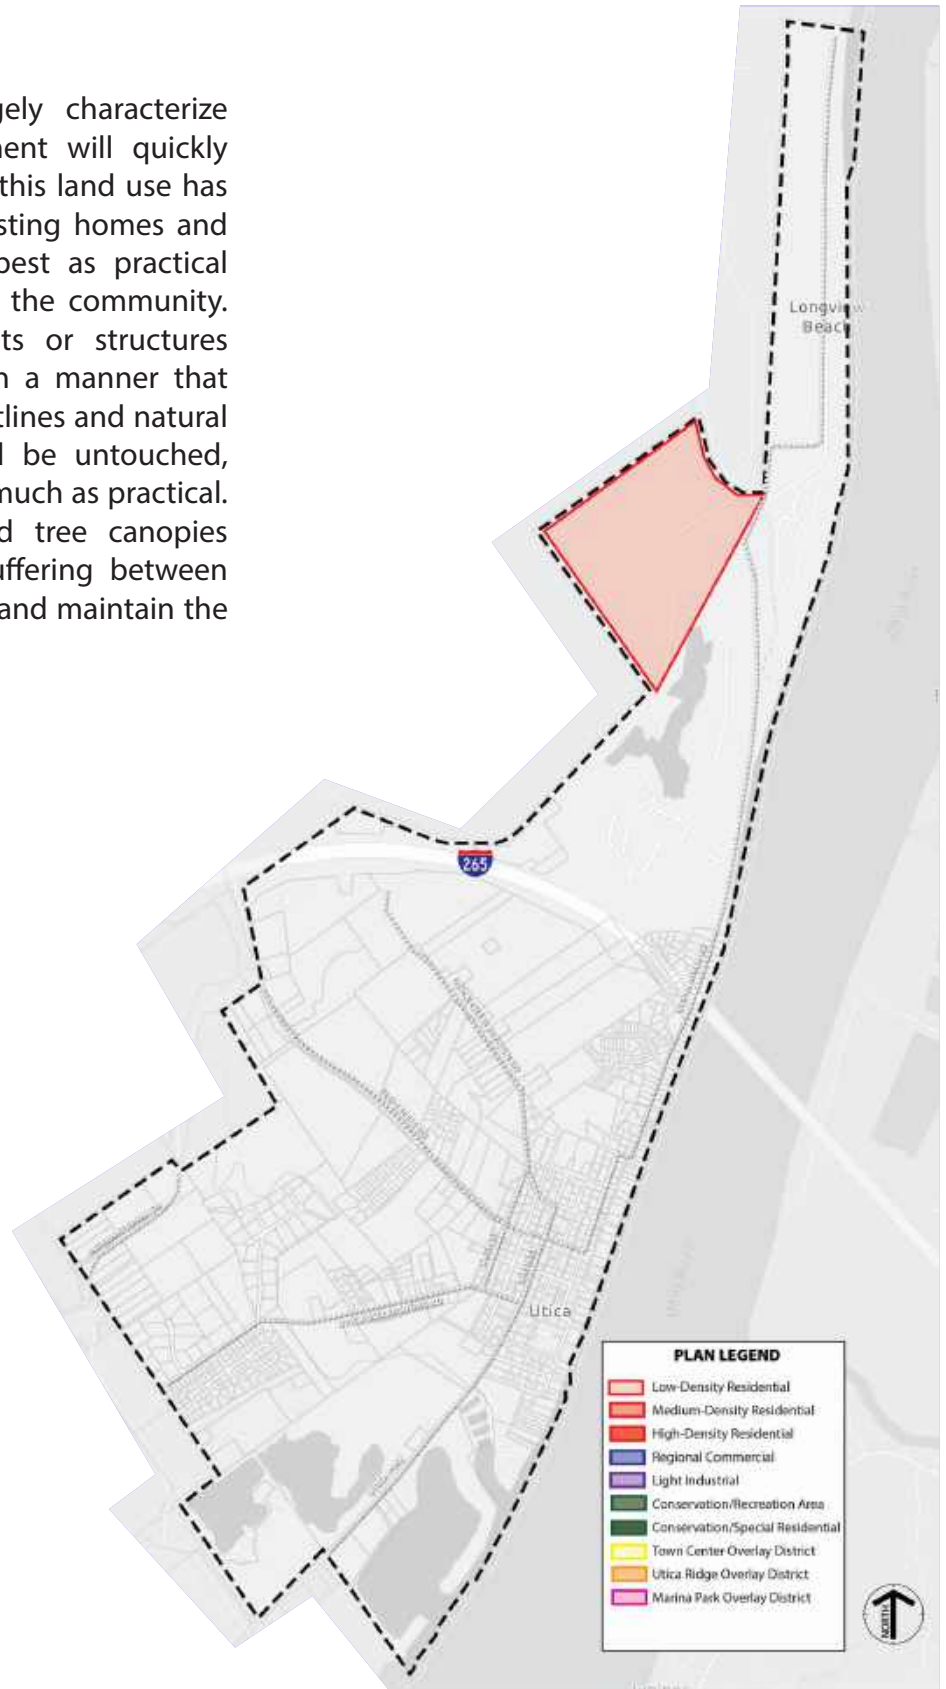 gely characterize
ent will quickly
this land use has
sting homes and
best as practical
the community.
ts or structures
n a manner that
tlines and natural
l be untouched,
much as practical.
d tree canopies
uffering between
and maintain the
Longview
Beach
265
Utica
PLAN LEGEND
Low-Density Residential
Medium-Density Residential
High-Density Residential
Regional Commercial
Light Industrial
Conservation/Recreation Area
Conservation/Special Residential
Town Center Overlay District
Utica Ridge Overlay District
Marina Park Overlay District
NORTH